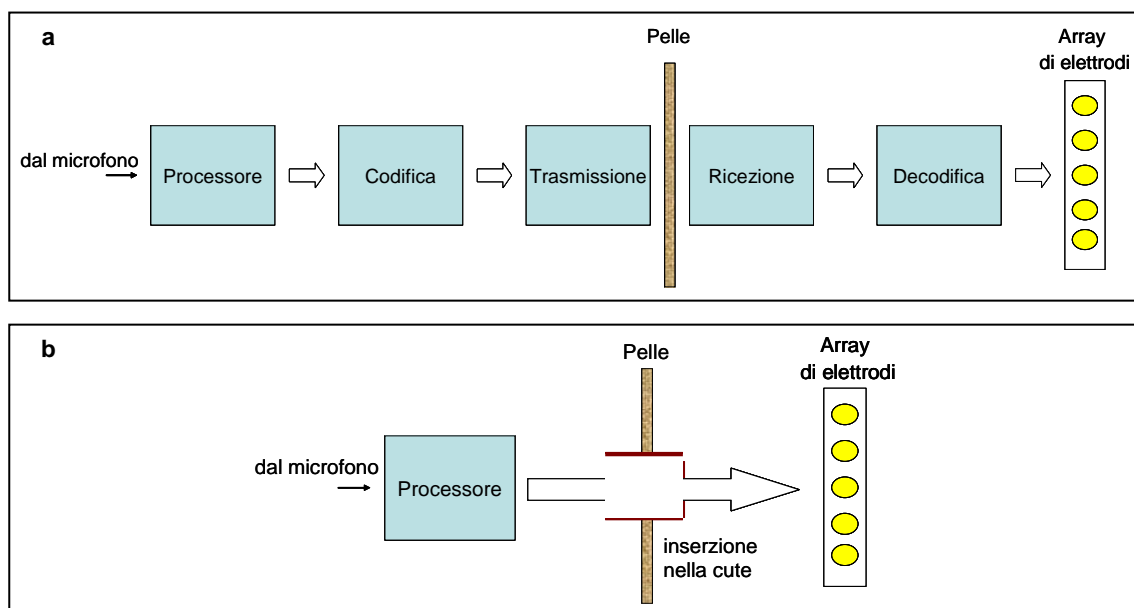 a
Pelle
Array
di elettrodi
dal microfono
Processore
Codifica
Trasmissione
Ricezione
Decodifica
b
Pelle
Array
di elettrodi
dal microfono
Processore
inserzione
nella cute